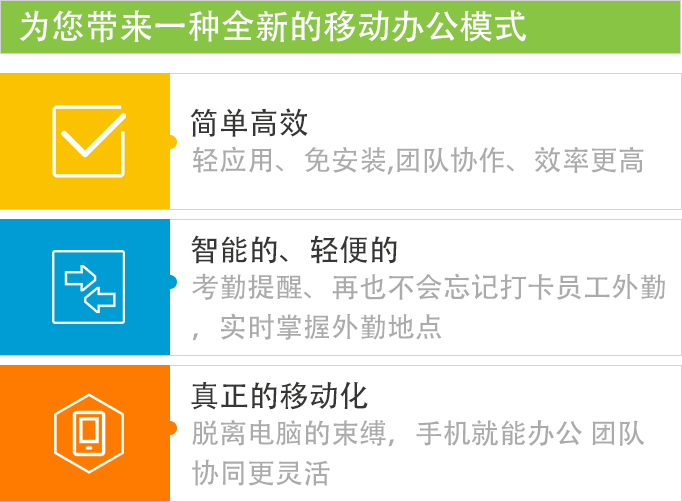 为您带来一种全新的移动办公模式
简单高效
轻应用、免安装,团队协作、效率更高
智能的、轻便的
考勤提醒、再也不会忘记打卡员工外勤
，实时掌握外勤地点
真正的移动化
脱离电脑的束缚，手机就能办公 团队
协同更灵活